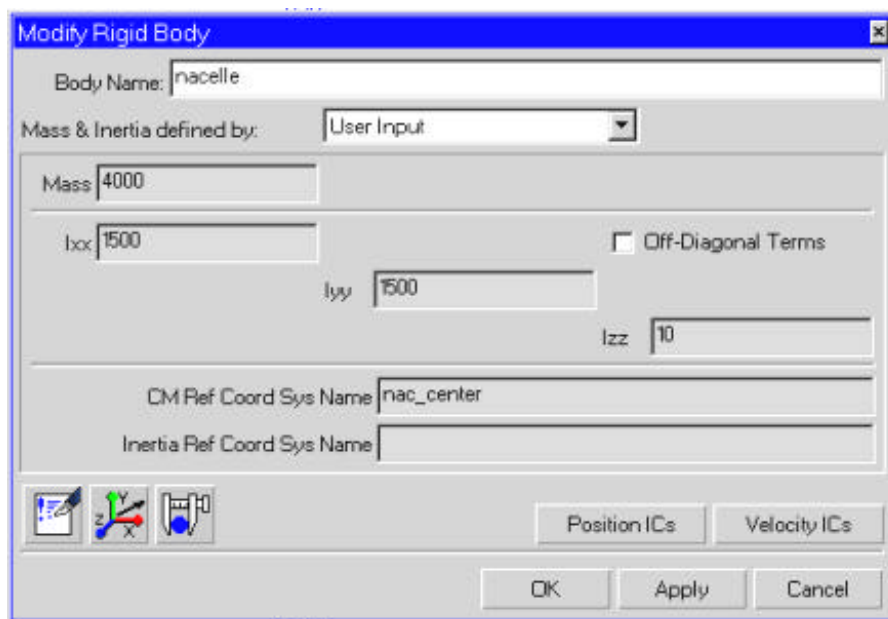 Modify Rigid Body
Body Name: nacelle
Mass & Inertia defined by: User Input
Mass 4000
Ixx 1500 Off-Diagonal Terms
Iyy 1500
Izz 10
CM Ref Coord Sys Name nac_center
Inertia Ref Coord Sys Name
Z Y X Position ICs Velocity ICs
OK Apply Cancel